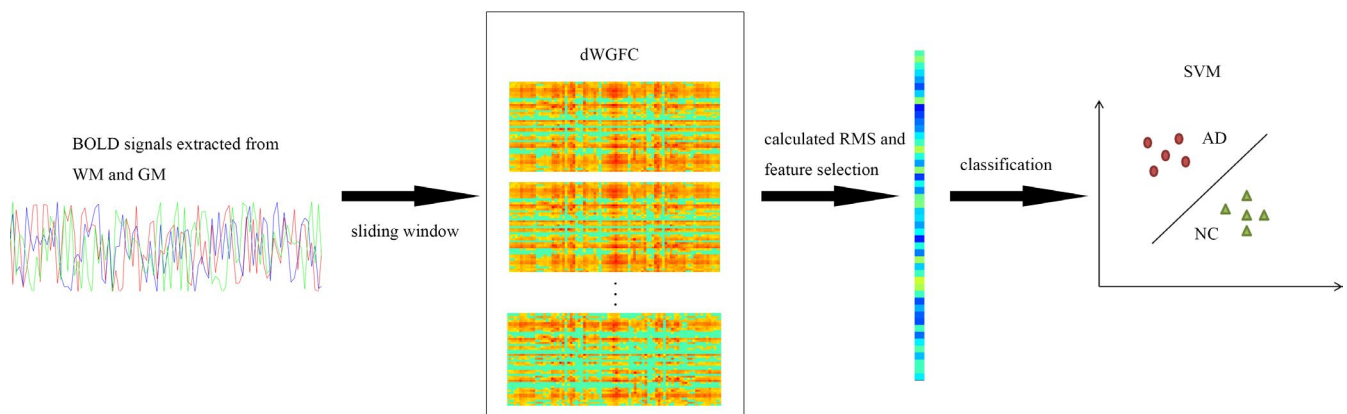 BOLD signals extracted from
WM and GM
sliding window
dWGFC
calculated RMS and
feature selection
classification
SVM
AD
NC